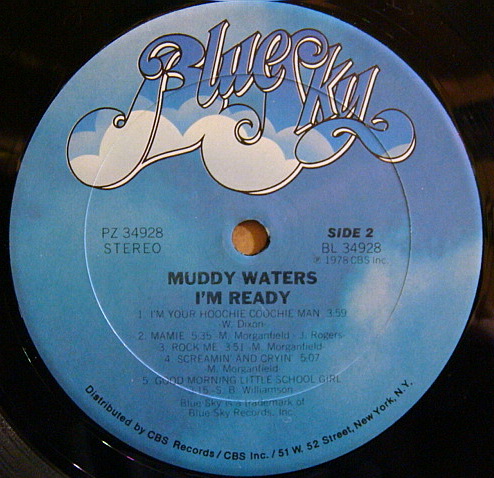 Blue Sky
PZ 34928
STEREO
SIDE 2
BL 34928
℗ 1978 CBS Inc.
MUDDY WATERS
I'M READY
1. I'M YOUR HOOCHIE COOCHIE MAN 3:59
-W. Dixon-
2. MAMIE 5:35 -M. Morganfield - J. Rogers-
3. ROCK ME 3:51 -M. Morganfield-
4. SCREAMIN' AND CRYIN' 5:07
-M. Morganfield-
5. GOOD MORNING LITTLE SCHOOL GIRL
-S. B. Williamson-
Blue Sky is a trademark of
Blue Sky Records, Inc.
Distributed by CBS Records / CBS Inc. / 51 W. 52 Street, New York, N.Y.